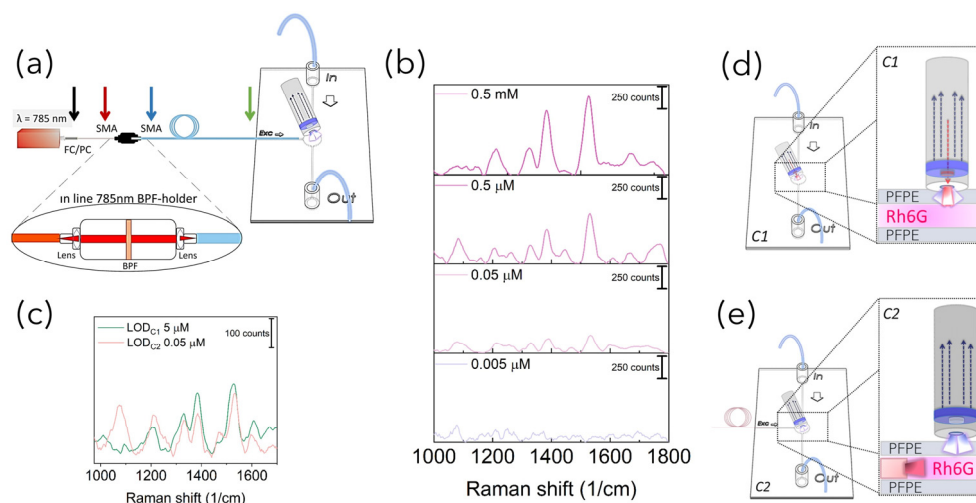 (a)
λ = 785 nm
FC/PC
SMA
SMA
Exc ⇨
In
Out
in line 785nm BPF-holder
Lens
BPF
Lens
(b)
0.5 mM
250 counts
0.5 μM
250 counts
0.05 μM
250 counts
0.005 μM
250 counts
1000 1200 1400 1600 1800
Raman shift (1/cm)
(c)
LOD_C1 5 μM
LOD_C2 0.05 μM
100 counts
1000 1200 1400 1600
Raman shift (1/cm)
(d)
In
Out
C1
C1
PFPE
Rh6G
PFPE
(e)
In
Exc ⇨
Out
C2
C2
PFPE
Rh6G
PFPE